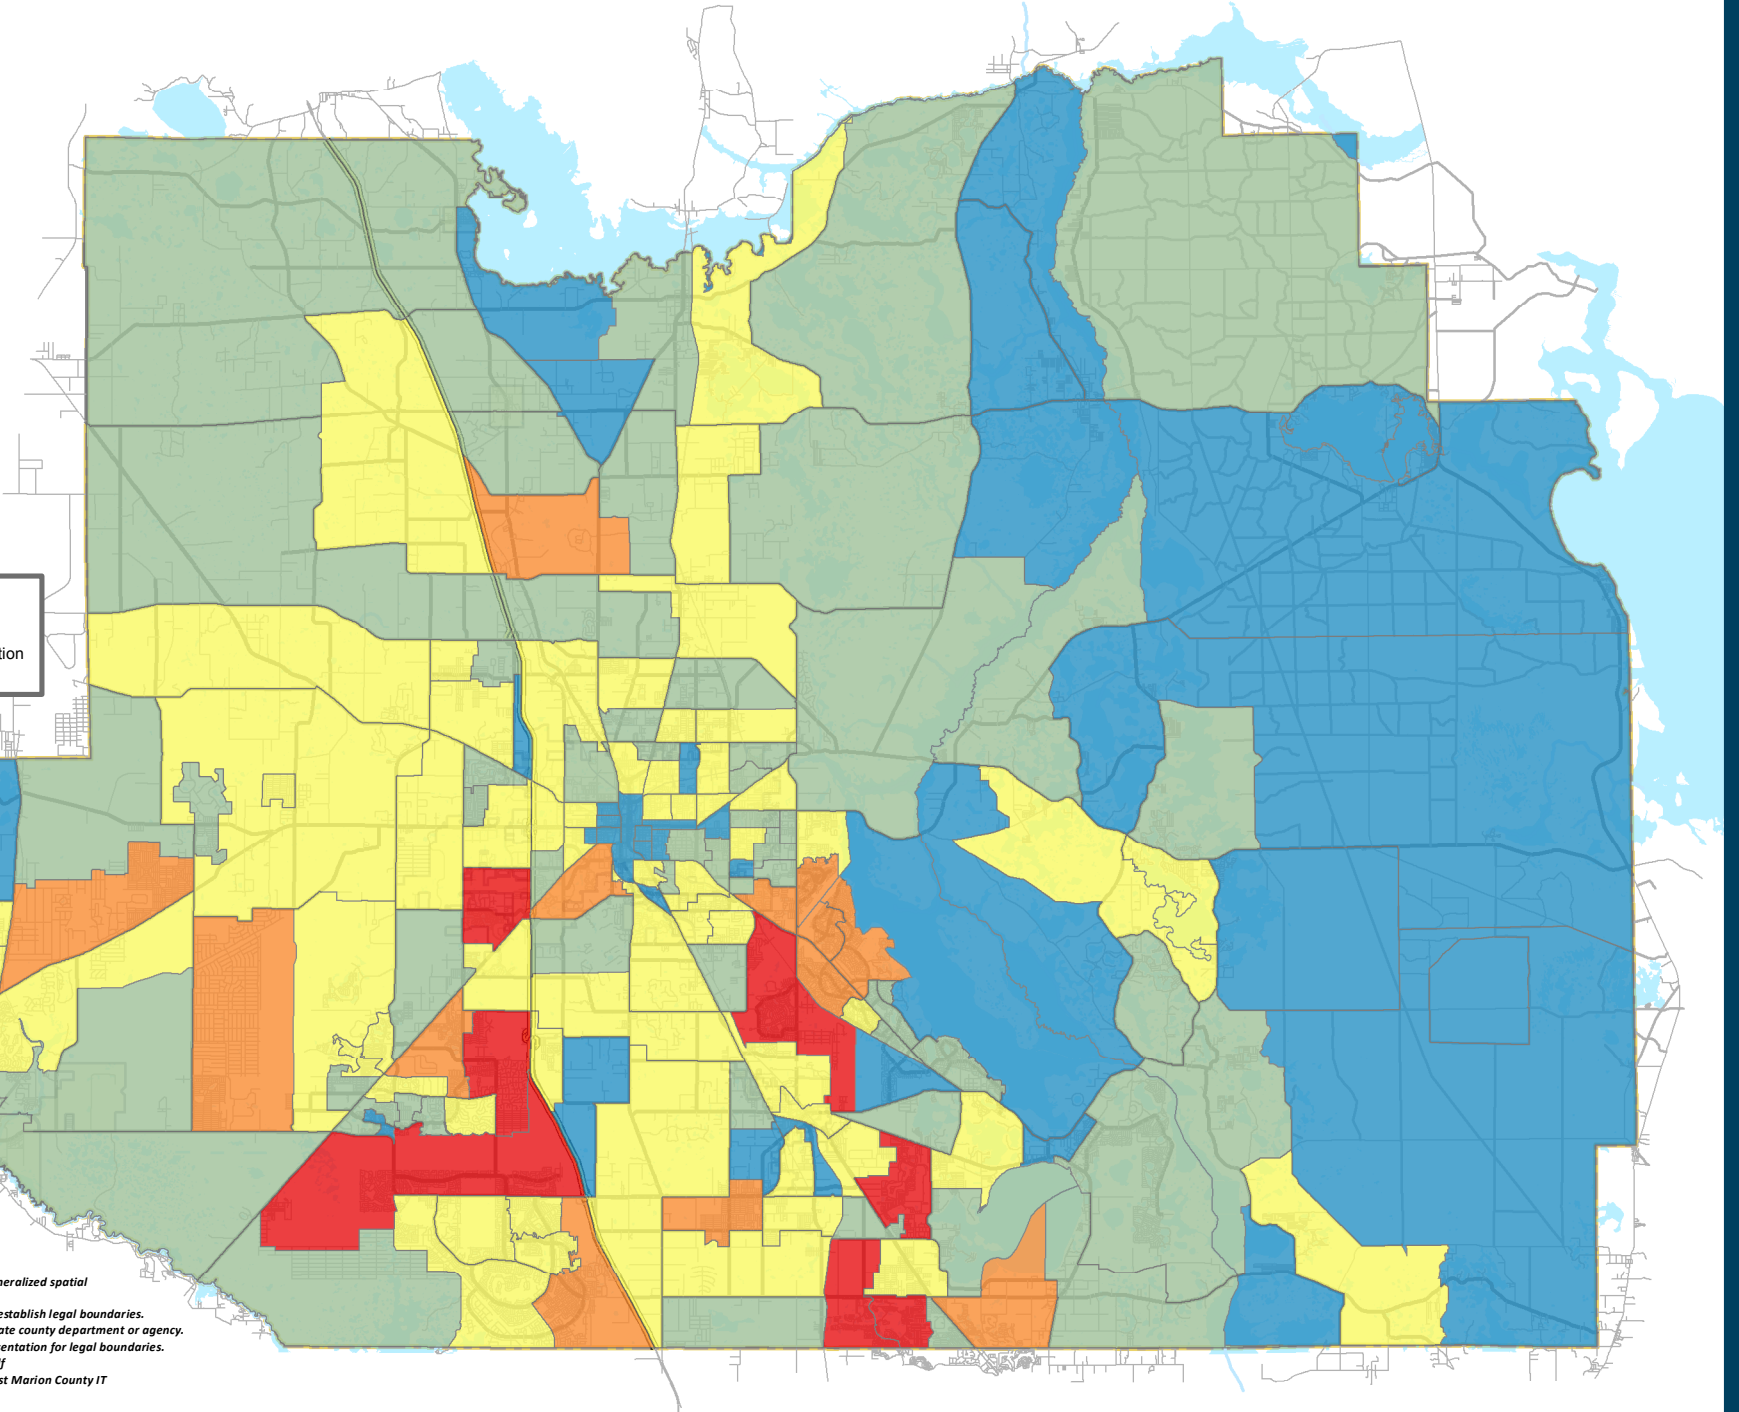 tion
neralized spatial
establish legal boundaries.
ate county department or agency.
entation for legal boundaries.
lf
st Marion County IT